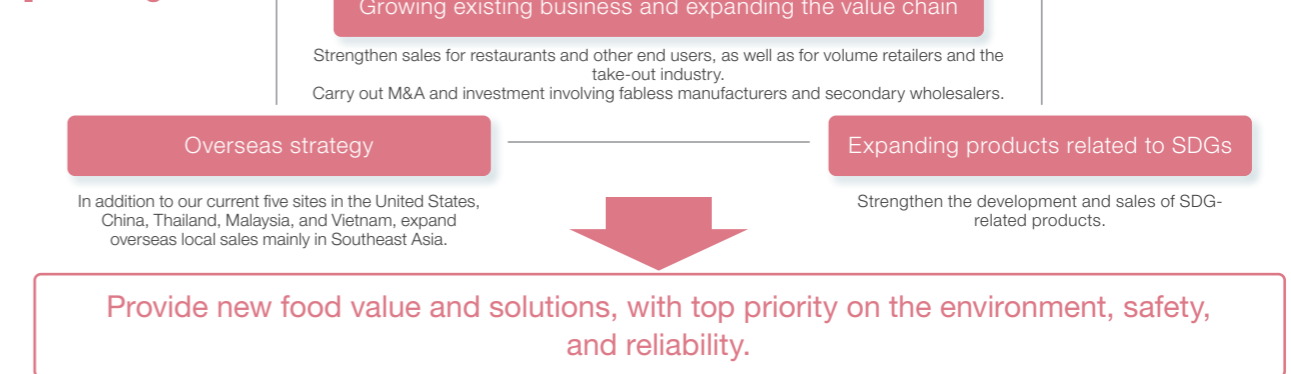 Growing existing business and expanding the value chain
Strengthen sales for restaurants and other end users, as well as for volume retailers and the
take-out industry.
Carry out M&A and investment involving fabless manufacturers and secondary wholesalers.
Overseas strategy
Expanding products related to SDGs
In addition to our current five sites in the United States,
China, Thailand, Malaysia, and Vietnam, expand
overseas local sales mainly in Southeast Asia.
Strengthen the development and sales of SDG-
related products.
Provide new food value and solutions, with top priority on the environment, safety,
and reliability.